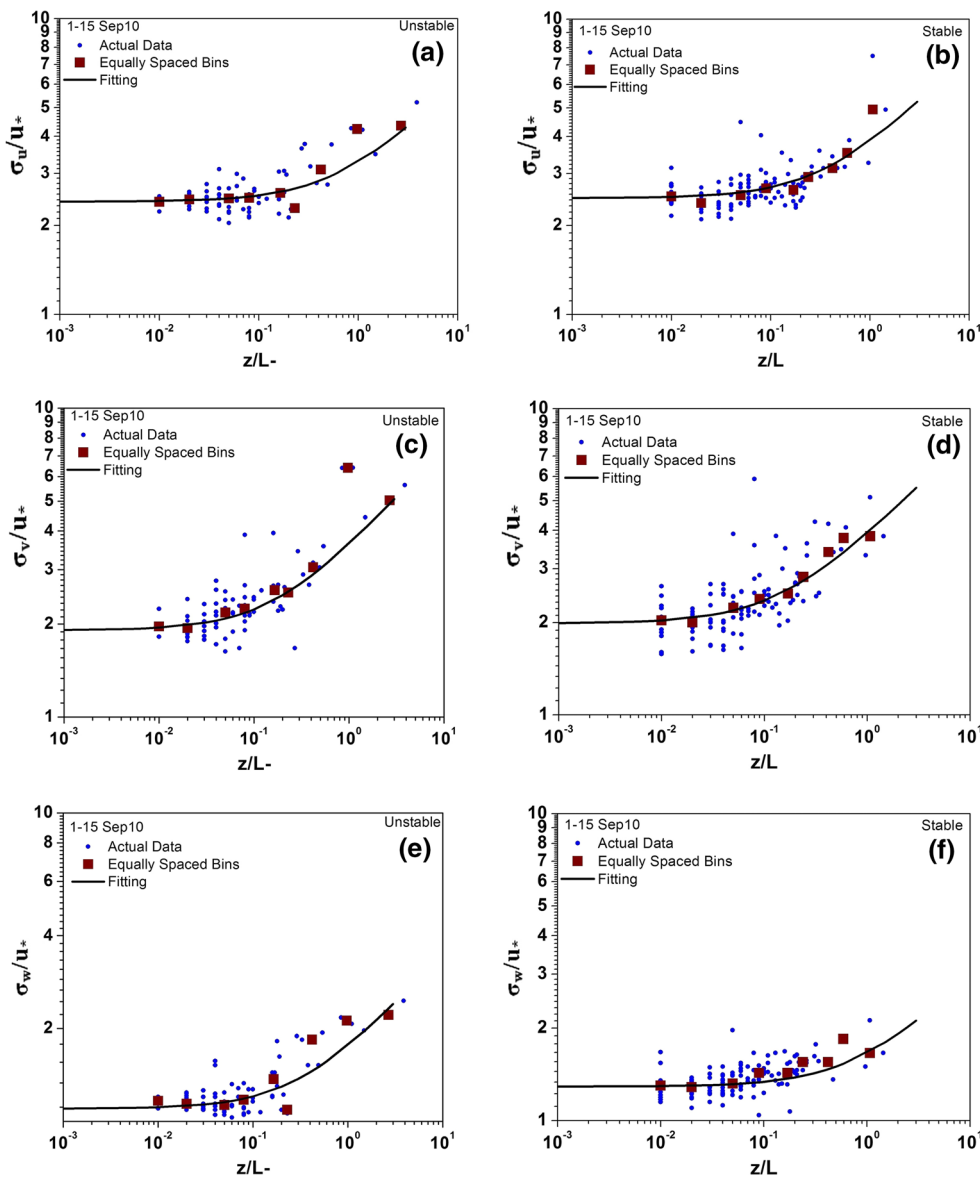 1-15 Sep10
Unstable
Actual Data
Equally Spaced Bins
Fitting
(a)
10
9
8
7
6
5
4
3
2
1
σu/u*
10-3 10-2 10-1 100 101
z/L-
1-15 Sep10
Stable
Actual Data
Equally Spaced Bins
Fitting
(b)
10
9
8
7
6
5
4
3
2
1
σu/u*
10-3 10-2 10-1 100 101
z/L
1-15 Sep10
Unstable
Actual Data
Equally Spaced Bins
Fitting
(c)
10
9
8
7
6
5
4
3
2
1
σv/u*
10-3 10-2 10-1 100 101
z/L-
1-15 Sep10
Stable
Actual Data
Equally Spaced Bins
Fitting
(d)
10
9
8
7
6
5
4
3
2
1
σv/u*
10-3 10-2 10-1 100 101
z/L
1-15 Sep10
Unstable
Actual Data
Equally Spaced Bins
Fitting
(e)
10
9
8
7
6
5
4
3
2
σw/u*
10-3 10-2 10-1 100 101
z/L-
1-15 Sep10
Stable
Actual Data
Equally Spaced Bins
Fitting
(f)
10
9
8
7
6
5
4
3
2
1
σw/u*
10-3 10-2 10-1 100 101
z/L